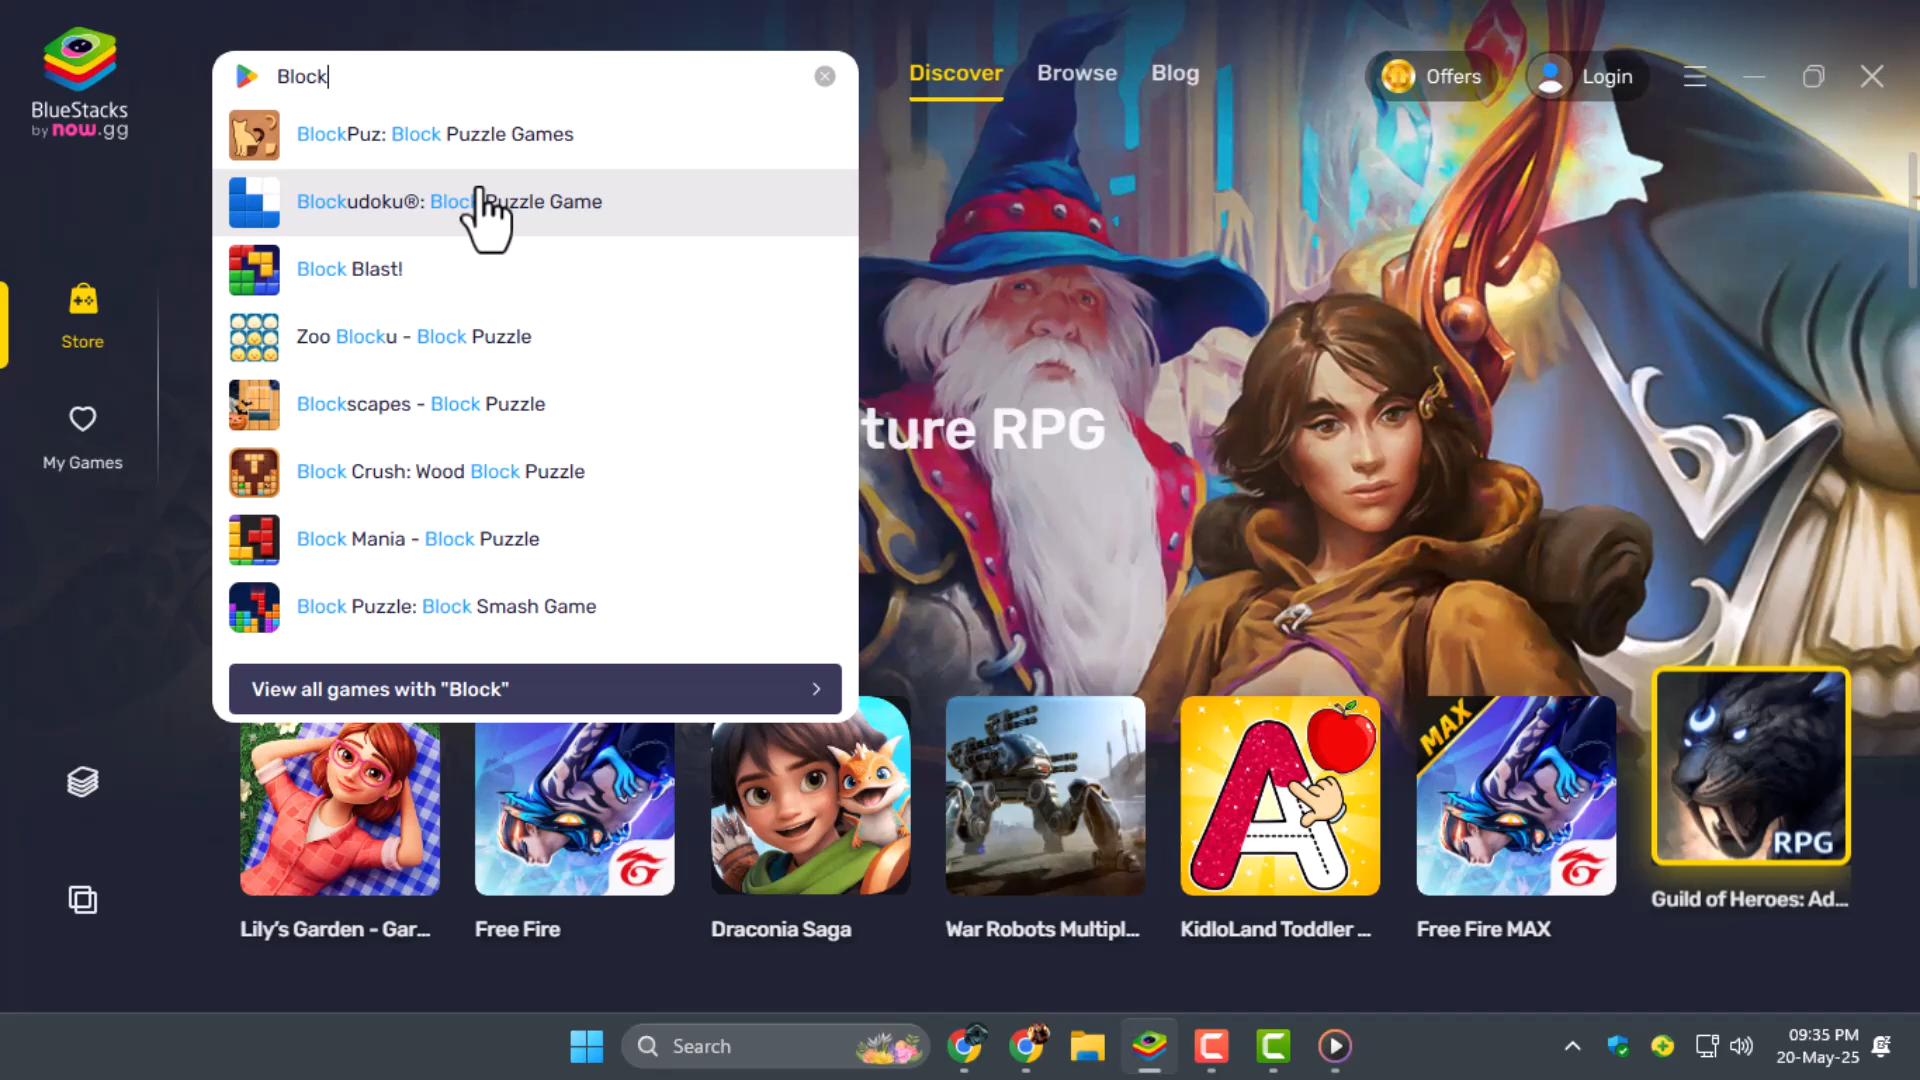 BlueStacks
by now.gg
Block
Discover
Browse
Blog
Offers
Login
BlockPuz: Block Puzzle Games
Blockudoku®: Block Puzzle Game
Block Blast!
Zoo Blocku - Block Puzzle
Blockscapes - Block Puzzle
Block Crush: Wood Block Puzzle
Block Mania - Block Puzzle
Block Puzzle: Block Smash Game
View all games with "Block"
Store
My Games
ture RPG
MAX
A
RPG
Lily's Garden - Gar...
Free Fire
Draconia Saga
War Robots Multipl...
KidloLand Toddler ...
Free Fire MAX
Guild of Heroes: Ad...
Search
09:35 PM
20-May-25